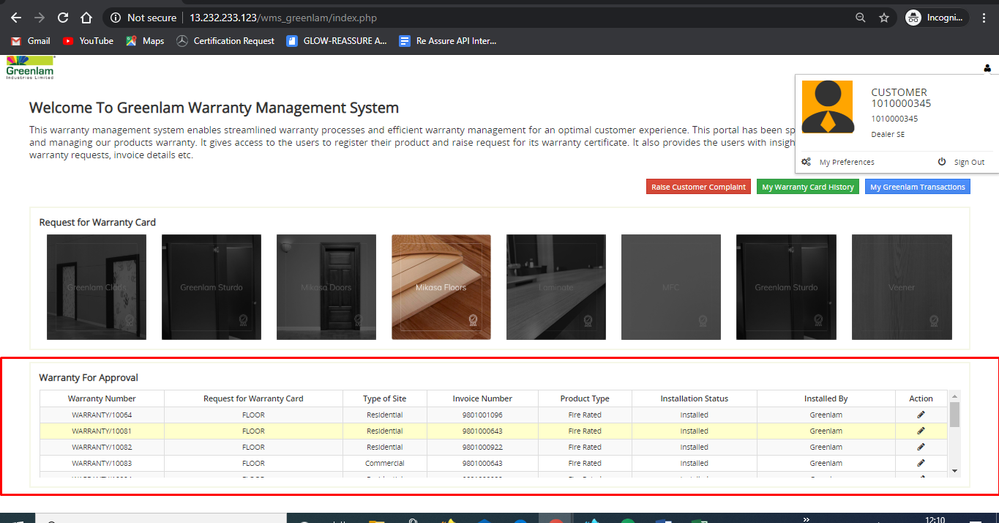 Not secure | 13.232.233.123/wms_greenlam/index.php
Incogni...
Gmail YouTube Maps Certification Request GLOW-REASSURE A... Re Assure API Inter...
Greenlam
Industries Limited
CUSTOMER
1010000345
1010000345
Dealer SE
My Preferences Sign Out
Welcome To Greenlam Warranty Management System
This warranty management system enables streamlined warranty processes and efficient warranty management for an optimal customer experience. This portal has been sp
and managing our products warranty. It gives access to the users to register their product and raise request for its warranty certificate. It also provides the users with insigh
warranty requests, invoice details etc.
Raise Customer Complaint My Warranty Card History My Greenlam Transactions
Request for Warranty Card
Greenlam Clads Greenlam Sturdo Mikasa Doors Mikasa Floors Laminate MFC Greenlam Sturdo Veener
Warranty For Approval
Warranty Number Request for Warranty Card Type of Site Invoice Number Product Type Installation Status Installed By Action
WARRANTY/10064 FLOOR Residential 9801001096 Fire Rated Installed Greenlam
WARRANTY/10081 FLOOR Residential 9801000643 Fire Rated Installed Greenlam
WARRANTY/10082 FLOOR Residential 9801000922 Fire Rated Installed Greenlam
WARRANTY/10083 FLOOR Commercial 9801000643 Fire Rated Installed Greenlam
12:10